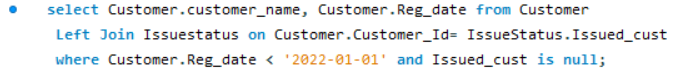 select Customer.customer_name, Customer.Reg_date from Customer
Left Join Issuestatus on Customer.Customer_Id= IssueStatus.Issued_cust
where Customer.Reg_date < '2022-01-01' and Issued_cust is null;